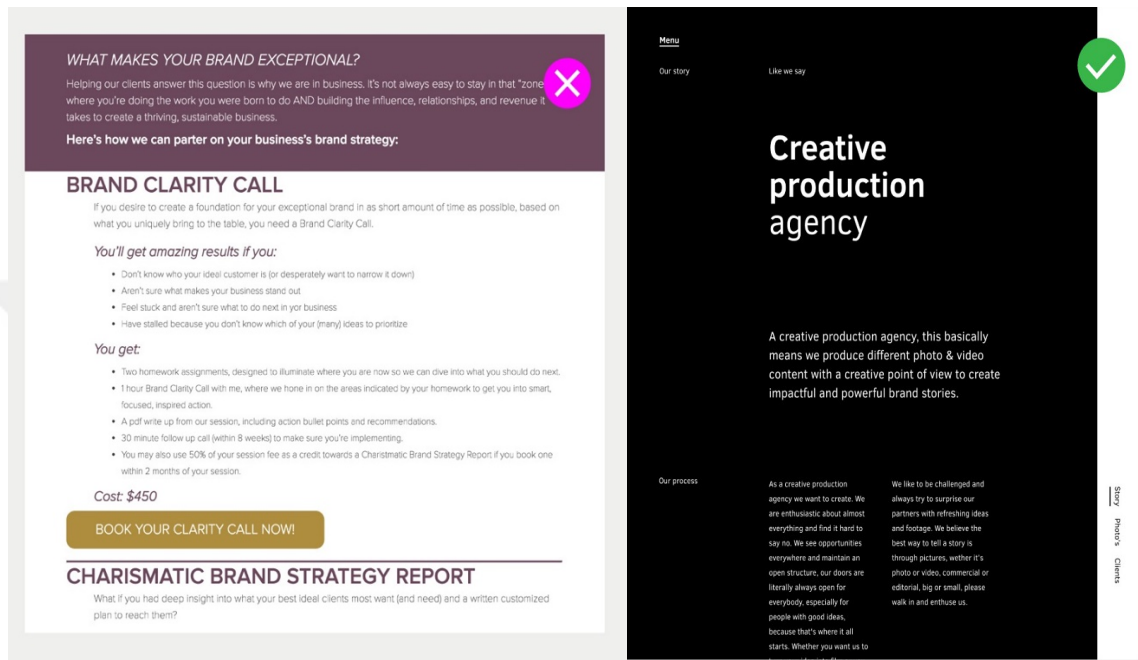 WHAT MAKES YOUR BRAND EXCEPTIONAL?
Helping our clients answer this question is why we are in business. It's not always easy to stay in that "zone
where you're doing the work you were born to do AND building the influence, relationships, and revenue it
takes to create a thriving, sustainable business.
Here's how we can parter on your business's brand strategy:
BRAND CLARITY CALL
If you desire to create a foundation for your exceptional brand in as short amount of time as possible, based on
what you uniquely bring to the table, you need a Brand Clarity Call.
You'll get amazing results if you:
• Don't know who your ideal customer is (or desperately want to narrow it down)
• Aren't sure what makes your business stand out
• Feel stuck and aren't sure what to do next in yor business
• Have stalled because you don't know which of your (many) ideas to prioritize
You get:
• Two homework assignments, designed to illuminate where you are now so we can dive into what you should do next.
• 1 hour Brand Clarity Call with me, where we hone in on the areas indicated by your homework to get you into smart,
focused, inspired action.
• A pdf write up from our session, including action bullet points and recommendations.
• 30 minute follow up call (within 8 weeks) to make sure you're implementing.
• You may also use 50% of your session fee as a credit towards a Charistmatic Brand Strategy Report if you book one
within 2 months of your session.
Cost: $450
BOOK YOUR CLARITY CALL NOW!
CHARISMATIC BRAND STRATEGY REPORT
What if you had deep insight into what your best ideal clients most want (and need) and a written customized
plan to reach them?
Menu
Our story
Like we say
Creative
production
agency
A creative production agency, this basically
means we produce different photo & video
content with a creative point of view to create
impactful and powerful brand stories.
Our process
As a creative production
agency we want to create. We
are enthusiastic about almost
everything and find it hard to
say no. We see opportunities
everywhere and maintain an
open structure, our doors are
literally always open for
everybody, especially for
people with good ideas,
because that's where it all
starts. Whether you want us to
We like to be challenged and
always try to surprise our
partners with refreshing ideas
and footage. We believe the
best way to tell a story is
through pictures, wether it's
photo or video, commercial or
editorial, big or small, please
walk in and enthuse us.
Story
Photo's
Clients